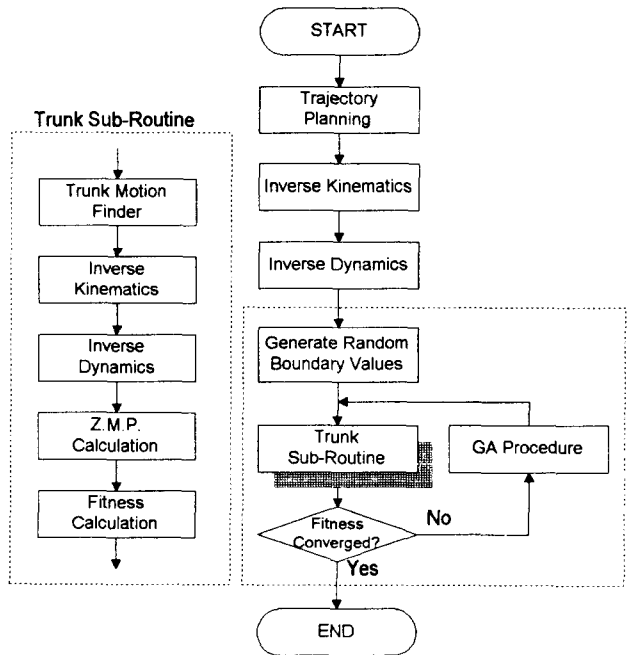 START
Trajectory
Planning
Inverse Kinematics
Inverse Dynamics
Generate Random
Boundary Values
Trunk
Sub-Routine
GA Procedure
Fitness
Converged?
No
Yes
END
Trunk Sub-Routine
Trunk Motion
Finder
Inverse
Kinematics
Inverse
Dynamics
Z.M.P.
Calculation
Fitness
Calculation